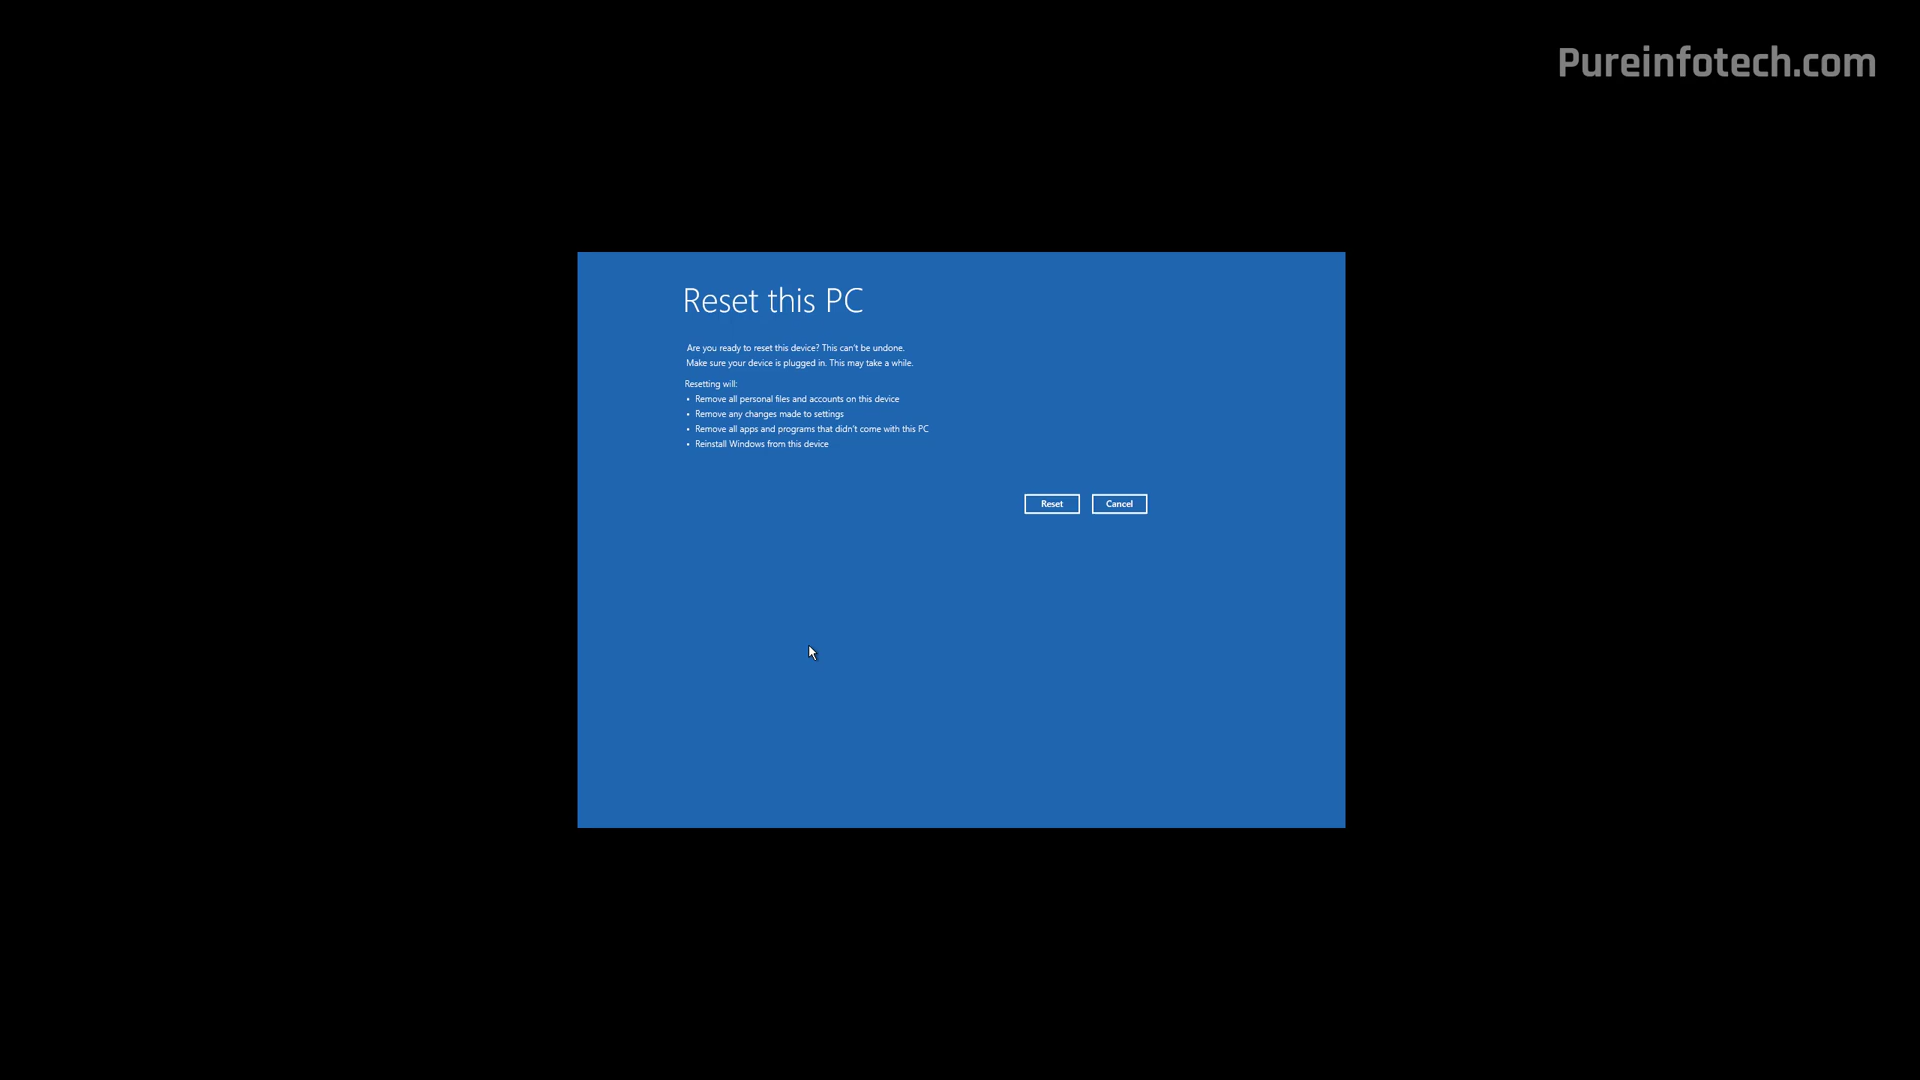 Pureinfotech.com
Reset this PC
Are you ready to reset this device? This can't be undone.
Make sure your device is plugged in. This may take a while.
Resetting will:
• Remove all personal files and accounts on this device
• Remove any changes made to settings
• Remove all apps and programs that didn't come with this PC
• Reinstall Windows from this device
Reset Cancel